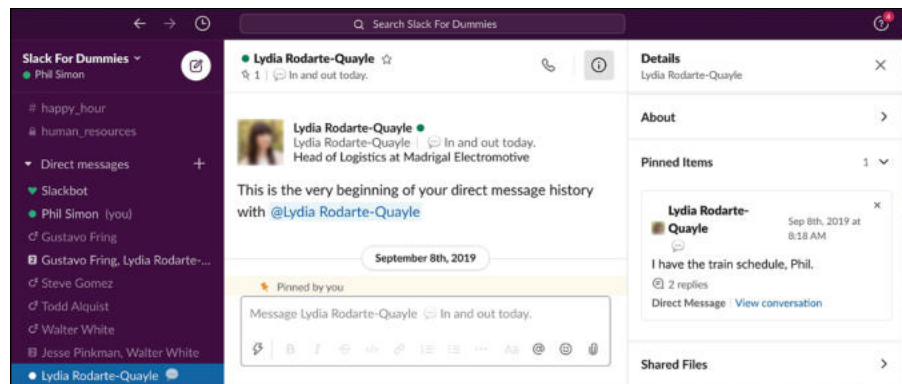 Search Slack For Dummies
4
Slack For Dummies
Phil Simon
# happy_hour
human_resources
Direct messages +
Slackbot
Phil Simon (you)
Gustavo Fring
2 Gustavo Fring, Lydia Rodarte-...
Steve Gomez
Todd Alquist
Walter White
Jesse Pinkman, Walter White
Lydia Rodarte-Quayle
Lydia Rodarte-Quayle
1 | In and out today.
Lydia Rodarte-Quayle
Lydia Rodarte-Quayle | In and out today.
Head of Logistics at Madrigal Electromotive
This is the very beginning of your direct message history
with @Lydia Rodarte-Quayle
September 8th, 2019
Pinned by you
Message Lydia Rodarte-Quayle In and out today.
B I S </> Aa @
Details
Lydia Rodarte-Quayle
About
Pinned Items 1
Lydia Rodarte-
Quayle
Sep 8th, 2019 at
8:18 AM
I have the train schedule, Phil.
2 replies
Direct Message | View conversation
Shared Files